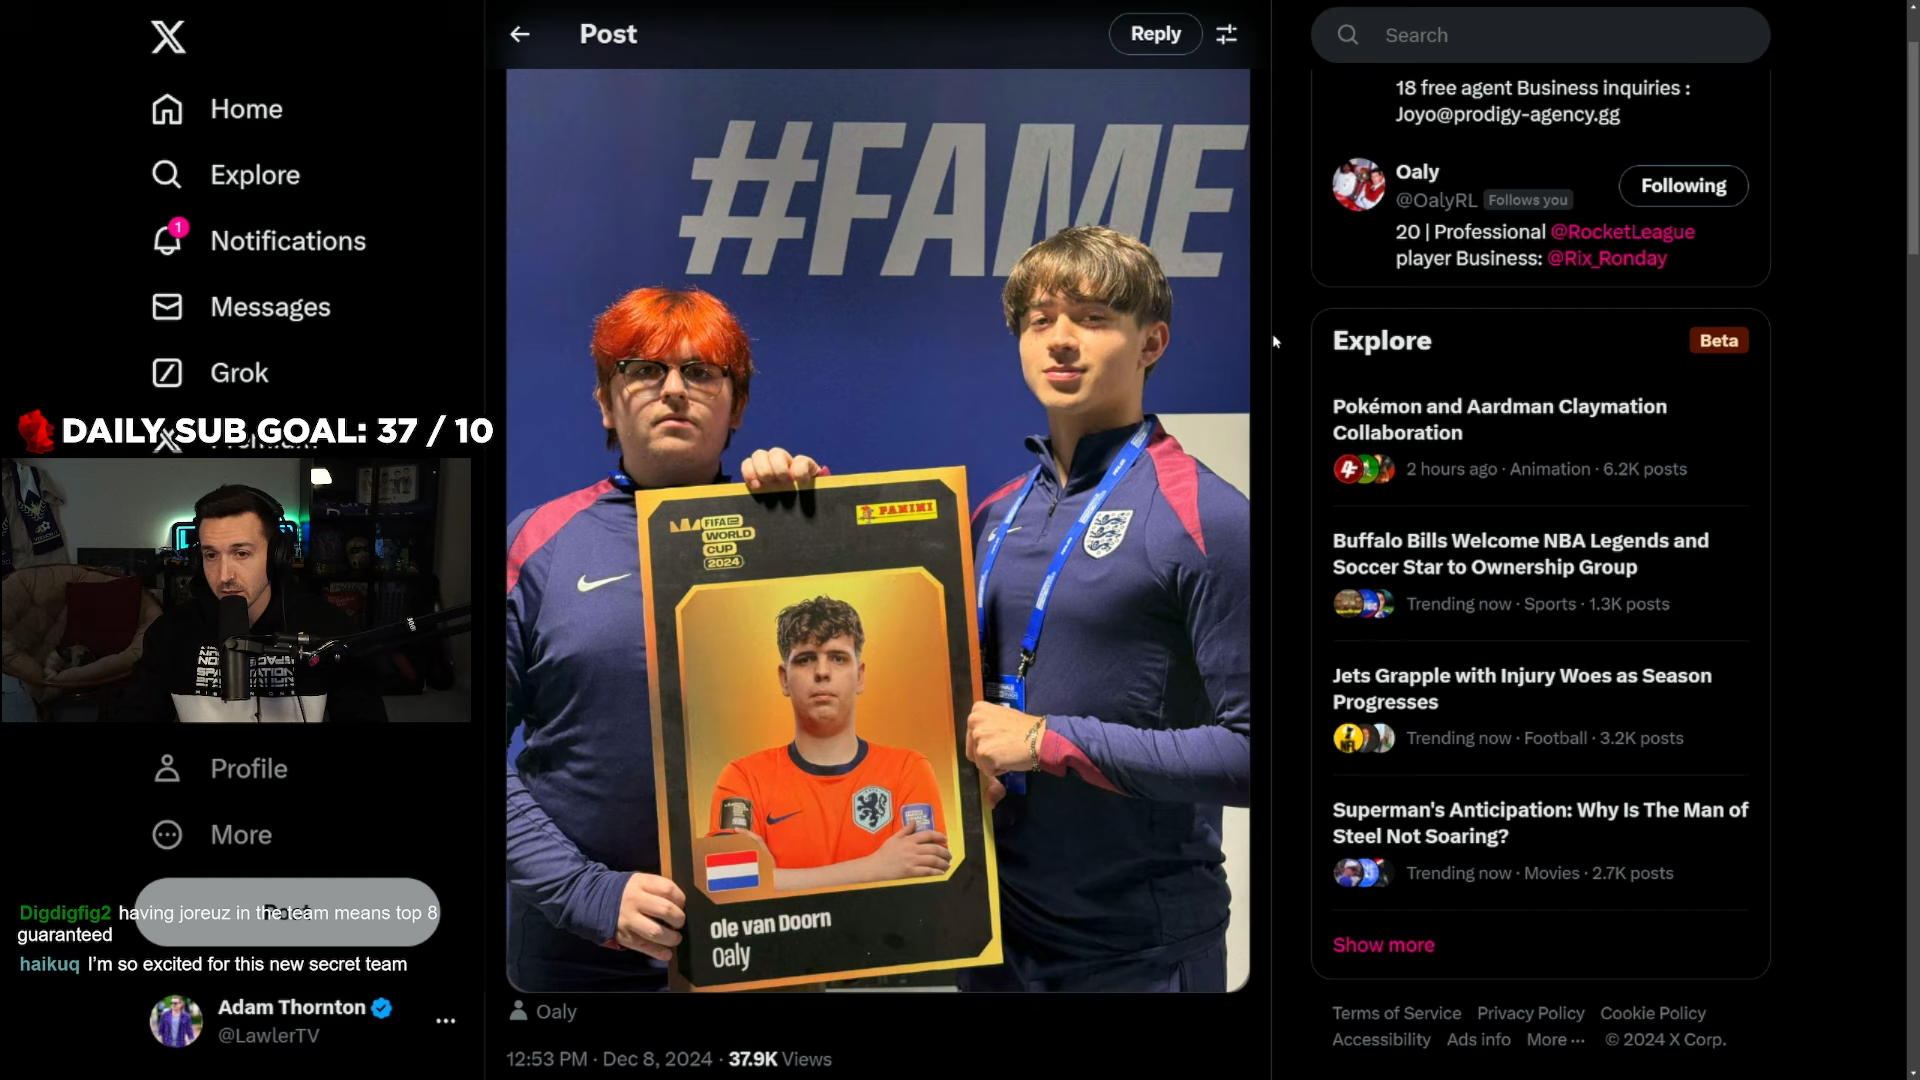 Home
Explore
1
Notifications
Messages
Grok
DAILY SUB GOAL: 37 / 10
Profile
More
Digdigfig2 having joreuz in the team means top 8
guaranteed
haikuq I'm so excited for this new secret team
Adam Thornton
@LawlerTV
Post
Reply
#FAME
FIFAe
WORLD
CUP
2024
PANINI
Ole van Doorn
Oaly
Oaly
12:53 PM · Dec 8, 2024 · 37.9K Views
Search
18 free agent Business inquiries :
Joyo@prodigy-agency.gg
Oaly
@OalyRL Follows you
Following
20 | Professional @RocketLeague
player Business: @Rix_Ronday
Explore
Beta
Pokémon and Aardman Claymation
Collaboration
2 hours ago · Animation · 6.2K posts
Buffalo Bills Welcome NBA Legends and
Soccer Star to Ownership Group
Trending now · Sports · 1.3K posts
Jets Grapple with Injury Woes as Season
Progresses
Trending now · Football · 3.2K posts
Superman's Anticipation: Why Is The Man of
Steel Not Soaring?
Trending now · Movies · 2.7K posts
Show more
Terms of Service Privacy Policy Cookie Policy
Accessibility Ads info More ··· © 2024 X Corp.